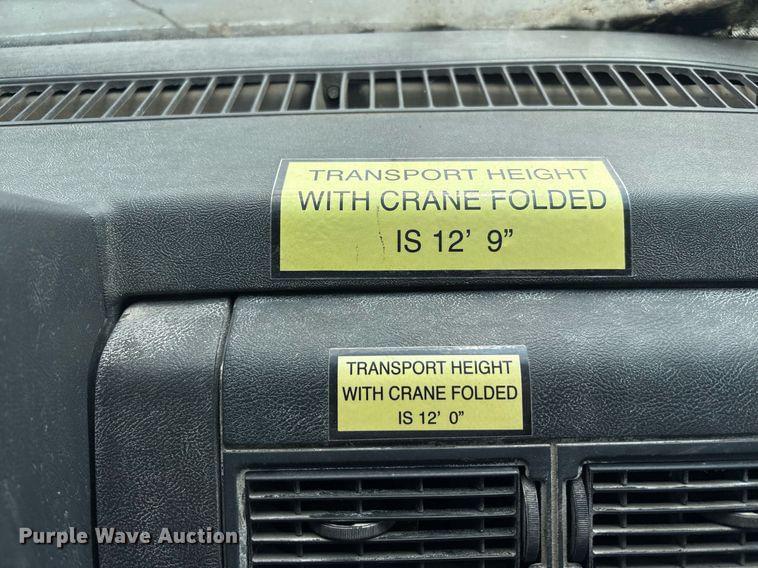 TRANSPORT HEIGHT
WITH CRANE FOLDED
IS 12' 9”
TRANSPORT HEIGHT
WITH CRANE FOLDED
IS 12' 0”
Purple Wave Auction®